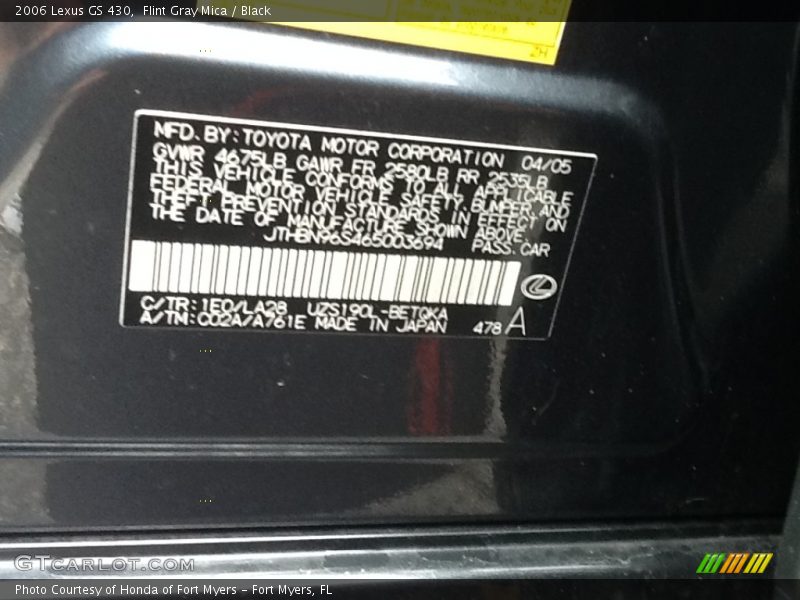 2006 Lexus GS 430, Flint Gray Mica / Black
MFD. BY: TOYOTA MOTOR CORPORATION 04/05
GVWR 4675LB GAWR FR 2580LB RR 2535LB
THIS VEHICLE CONFORMS TO ALL APPLICABLE
FEDERAL MOTOR VEHICLE SAFETY, BUMPER, AND
THEFT PREVENTION STANDARDS IN EFFECT ON
THE DATE OF MANUFACTURE SHOWN ABOVE.
JTHBN96S465003694 PASS. CAR
C/TR: 1E0/LA28 UZS190L-BETQKA
A/TM: C02A/A761E MADE IN JAPAN 478 A
GTCARLOT.COM
Photo Courtesy of Honda of Fort Myers - Fort Myers, FL